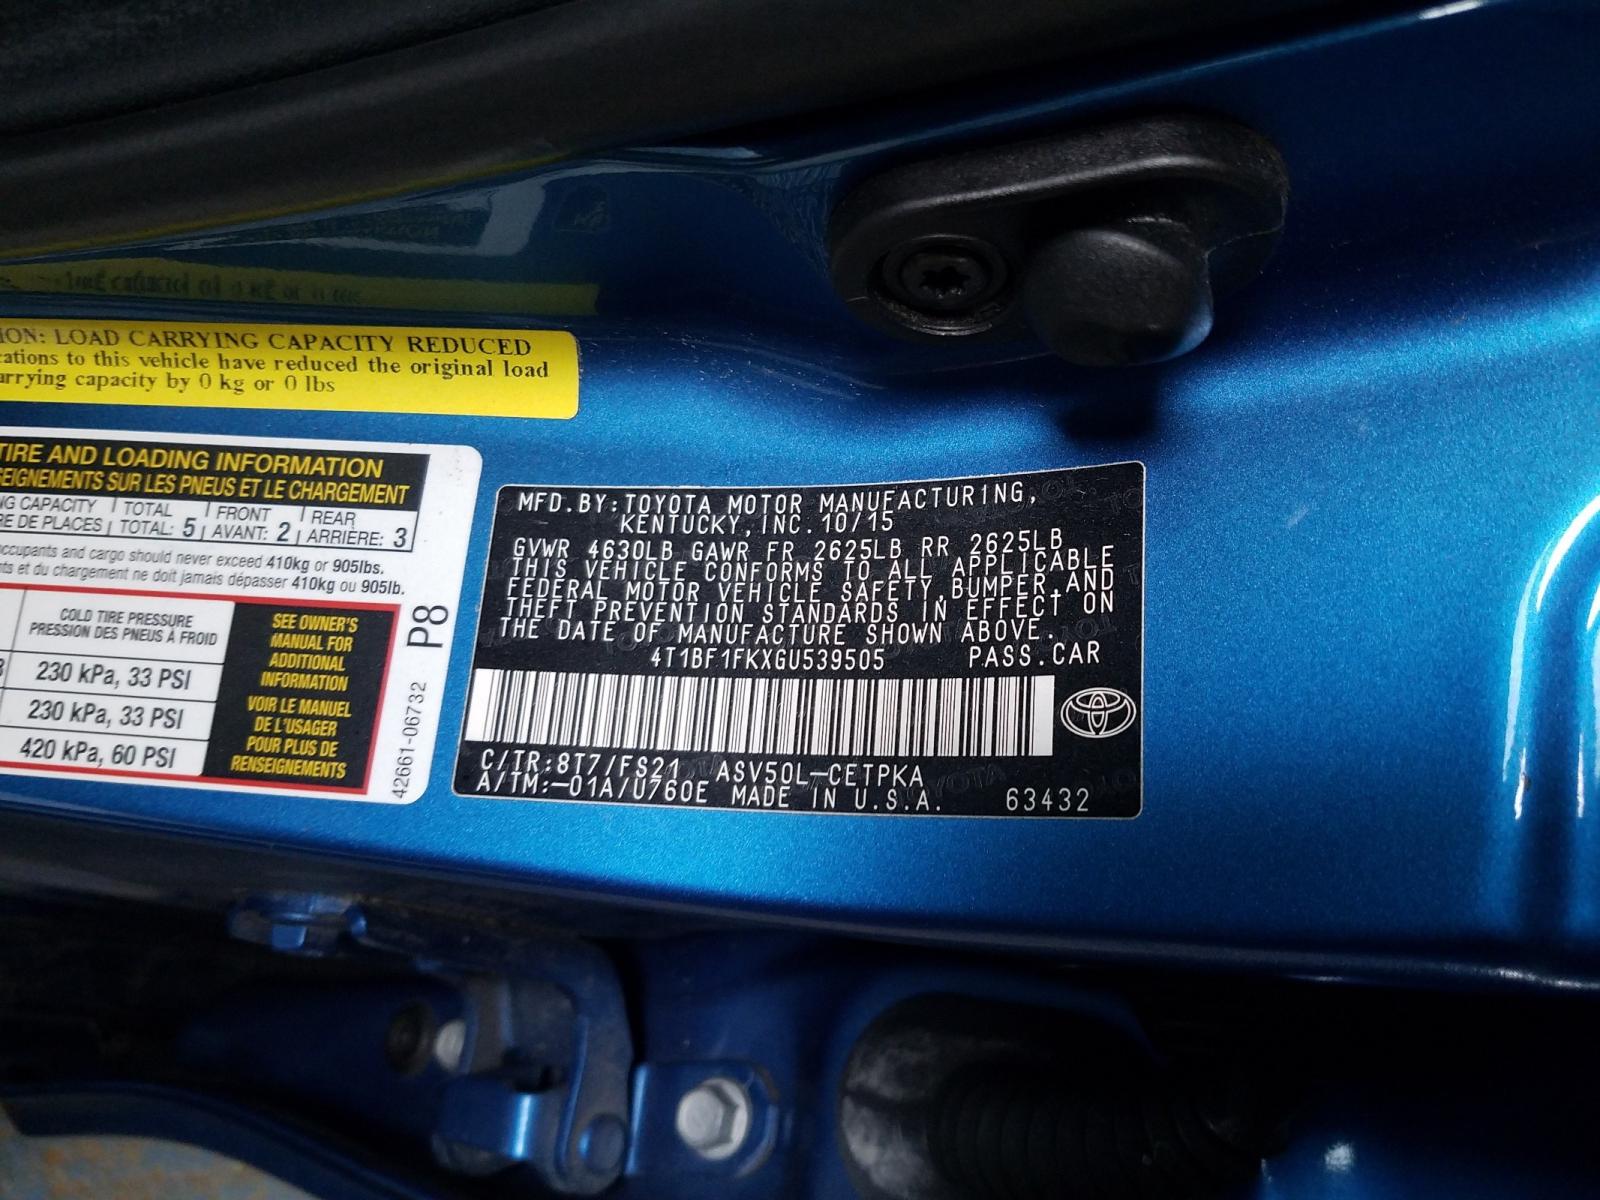 ION: LOAD CARRYING CAPACITY REDUCED
cations to this vehicle have reduced the original load
arrying capacity by 0 kg or 0 lbs
TIRE AND LOADING INFORMATION
SEIGNEMENTS SUR LES PNEUS ET LE CHARGEMENT
NG CAPACITY TOTAL FRONT REAR
RE DE PLACES TOTAL: 5 AVANT: 2 ARRIÈRE: 3
occupants and cargo should never exceed 410kg or 905lbs.
nts et du chargement ne doit jamais dépasser 410kg ou 905lb.
COLD TIRE PRESSURE
PRESSION DES PNEUS À FROID
230 kPa, 33 PSI
230 kPa, 33 PSI
420 kPa, 60 PSI
SEE OWNER'S
MANUAL FOR
ADDITIONAL
INFORMATION
VOIR LE MANUEL
DE L'USAGER
POUR PLUS DE
RENSEIGNEMENTS
42661-06732 P8
MFD.BY:TOYOTA MOTOR MANUFACTURING,
KENTUCKY,INC.10/15
GVWR 4630LB GAWR FR 2625LB RR 2625LB
THIS VEHICLE CONFORMS TO ALL APPLICABLE
FEDERAL MOTOR VEHICLE SAFETY,BUMPER,AND
THEFT PREVENTION STANDARDS IN EFFECT ON
THE DATE OF MANUFACTURE SHOWN ABOVE.
4T1BF1FKXGU539505 PASS.CAR
C/TR:8T7/FS21 ASV50L-CETPKA
A/TM:-01A/U760E MADE IN U.S.A. 63432